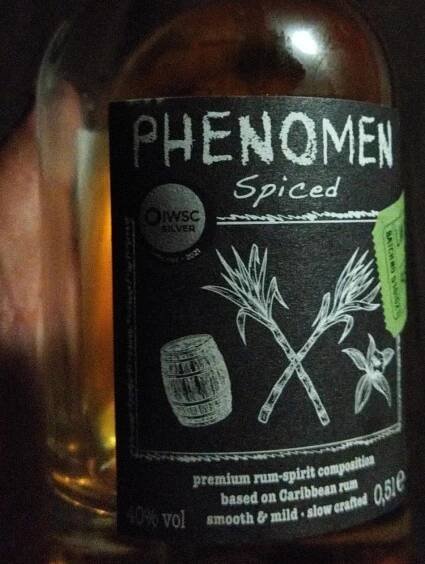 PHENOMEN
Spiced
IWSC
SILVER
2021
premium rum-spirit composition
based on Caribbean rum
smooth & mild · slow crafted
40% vol
0,5l e